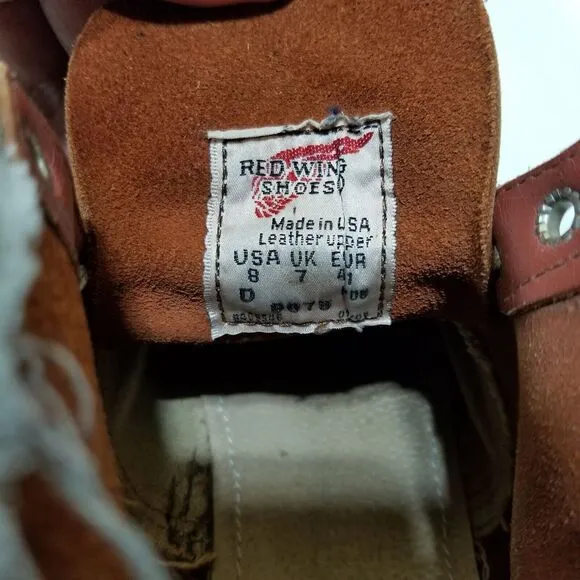 RED WING
SHOES
Made in USA
Leather upper
USA UK EUR
8 7 41
D